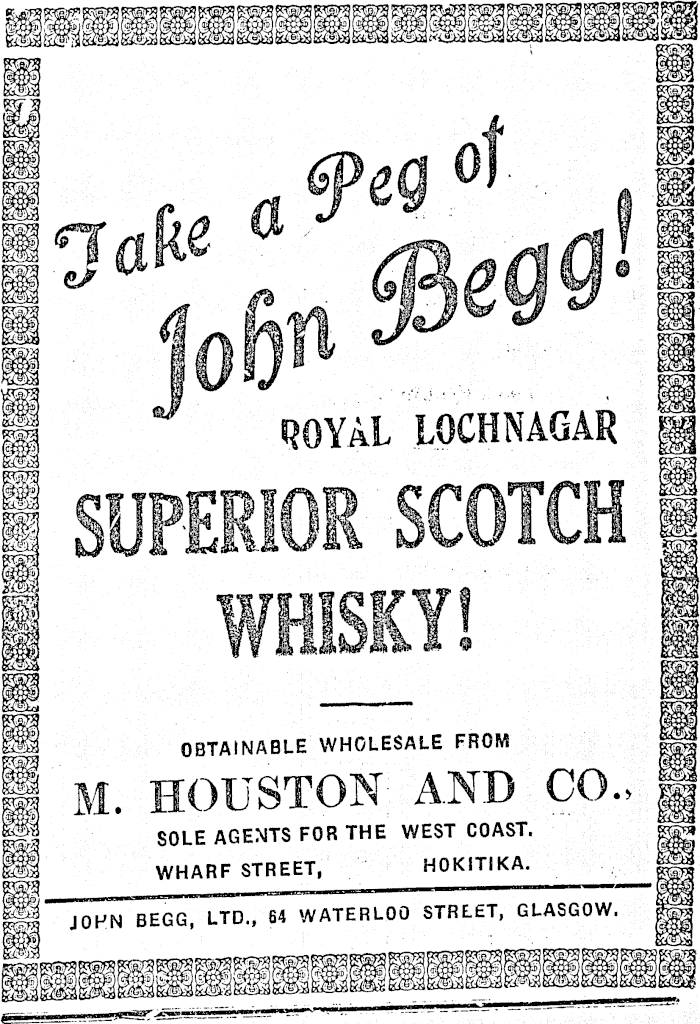 Take a Peg of
John Begg!
ROYAL LOCHNAGAR
SUPERIOR SCOTCH
WHISKY!
OBTAINABLE WHOLESALE FROM
M. HOUSTON AND CO.,
SOLE AGENTS FOR THE WEST COAST.
WHARF STREET, HOKITIKA.
JOHN BEGG, LTD., 64 WATERLOO STREET, GLASGOW.